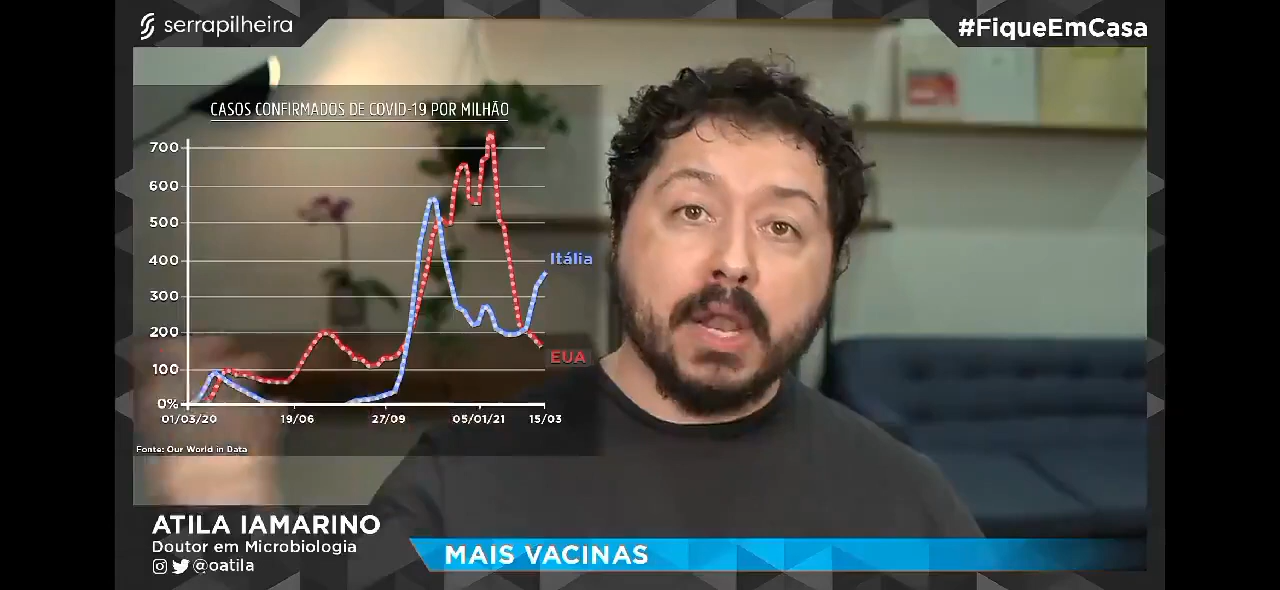 serrapilheira
#FiqueEmCasa
CASOS CONFIRMADOS DE COVID-19 POR MILHÃO
700
600
500
400
300
200
100
0%
Itália
EUA
01/03/20 19/06 27/09 05/01/21 15/03
Fonte: Our World in Data
ATILA IAMARINO
Doutor em Microbiologia
@oatila
MAIS VACINAS